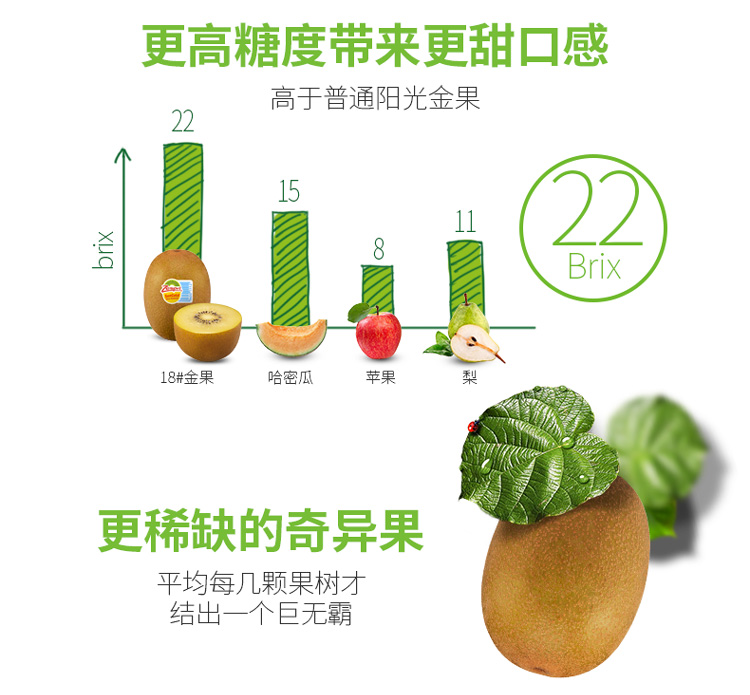 更高糖度带来更甜口感
高于普通阳光金果
22
15
8
11
brix
22
Brix
18#金果
哈密瓜
苹果
梨
更稀缺的奇异果
平均每几颗果树才
结出一个巨无霸